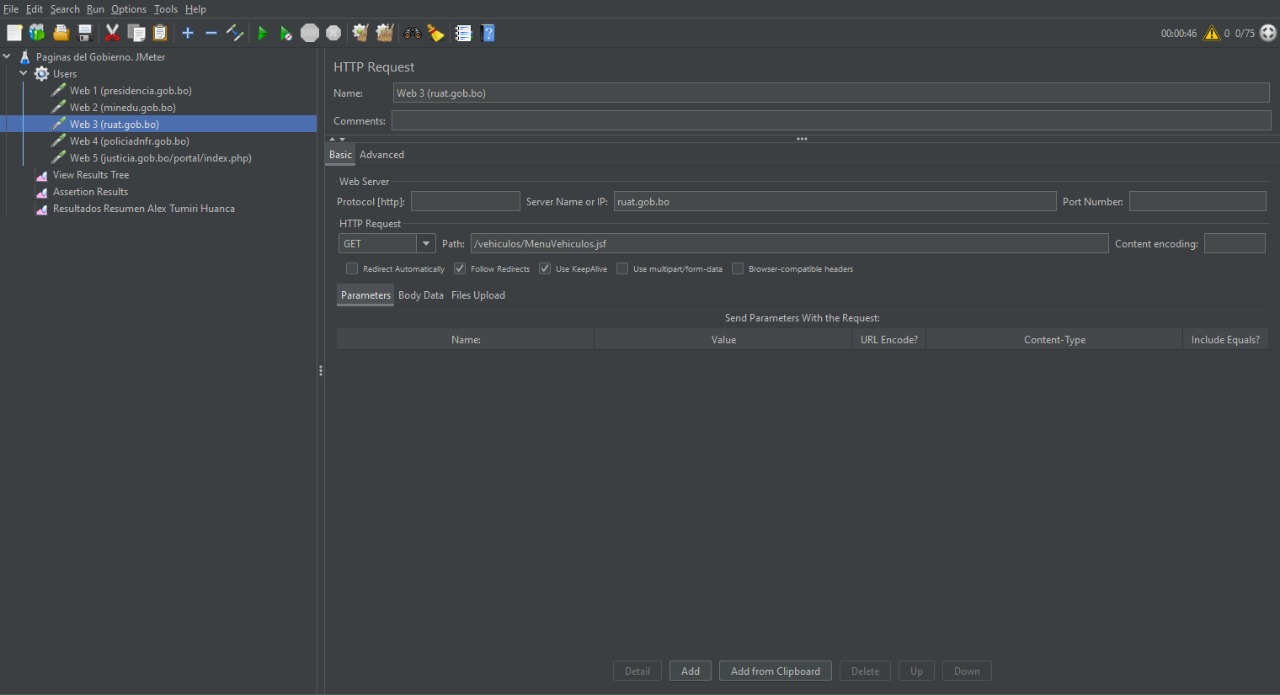 File Edit Search Run Options Tools Help
00:00:46 0 0/75
Paginas del Gobierno. JMeter
Users
Web 1 (presidencia.gob.bo)
Web 2 (minedu.gob.bo)
Web 3 (ruat.gob.bo)
Web 4 (policiadnfr.gob.bo)
Web 5 (justicia.gob.bo/portal/index.php)
View Results Tree
Assertion Results
Resultados Resumen Alex Tumiri Huanca
HTTP Request
Name: Web 3 (ruat.gob.bo)
Comments:
Basic Advanced
Web Server
Protocol [http]: Server Name or IP: ruat.gob.bo Port Number:
HTTP Request
GET Path: /vehiculos/MenuVehiculos.jsf Content encoding:
Redirect Automatically Follow Redirects Use KeepAlive Use multipart/form-data Browser-compatible headers
Parameters Body Data Files Upload
Send Parameters With the Request:
Name: Value URL Encode? Content-Type Include Equals?
Detail Add Add from Clipboard Delete Up Down